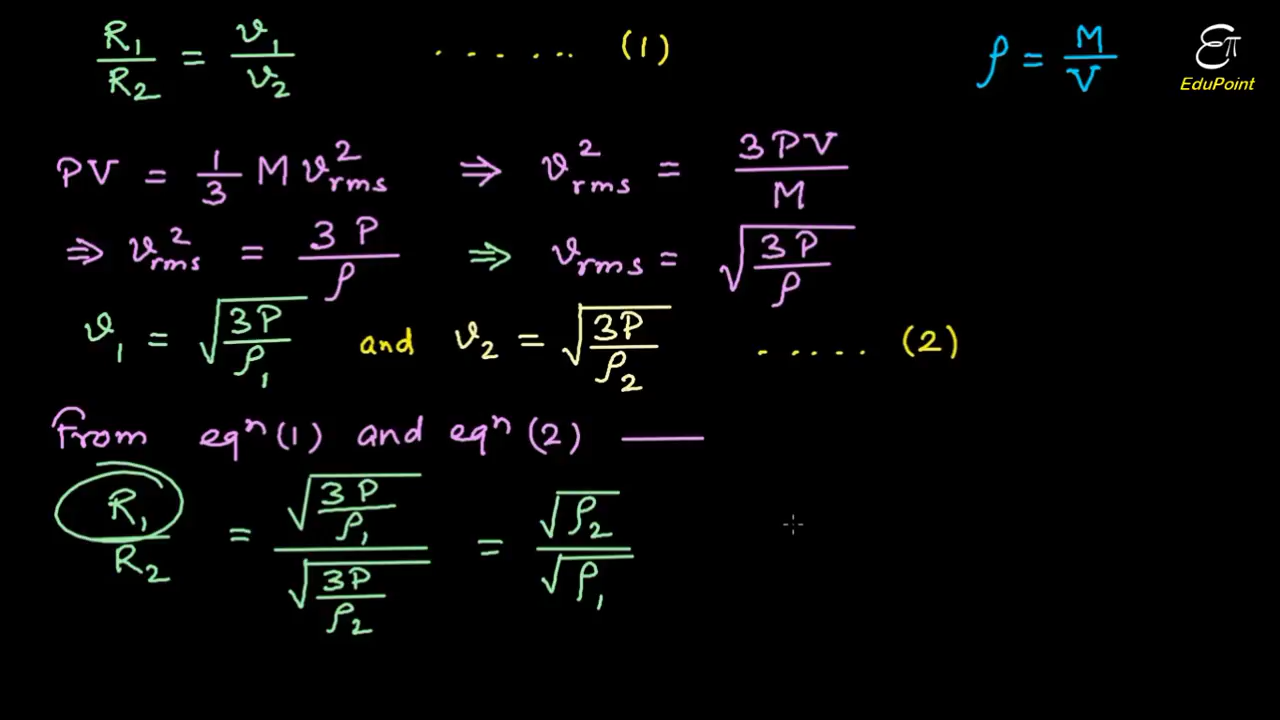 R₁/R₂ = v₁/v₂ ...... (1) ρ = M/V
Eπ
EduPoint
PV = 1/3 M v²rms ⇒ v²rms = 3PV/M
⇒ v²rms = 3P/ρ ⇒ vrms = √(3P/ρ)
v₁ = √(3P/ρ₁) and v₂ = √(3P/ρ₂) ..... (2)
From eqⁿ(1) and eqⁿ(2) —
R₁/R₂ = √(3P/ρ₁)/√(3P/ρ₂) = √ρ₂/√ρ₁